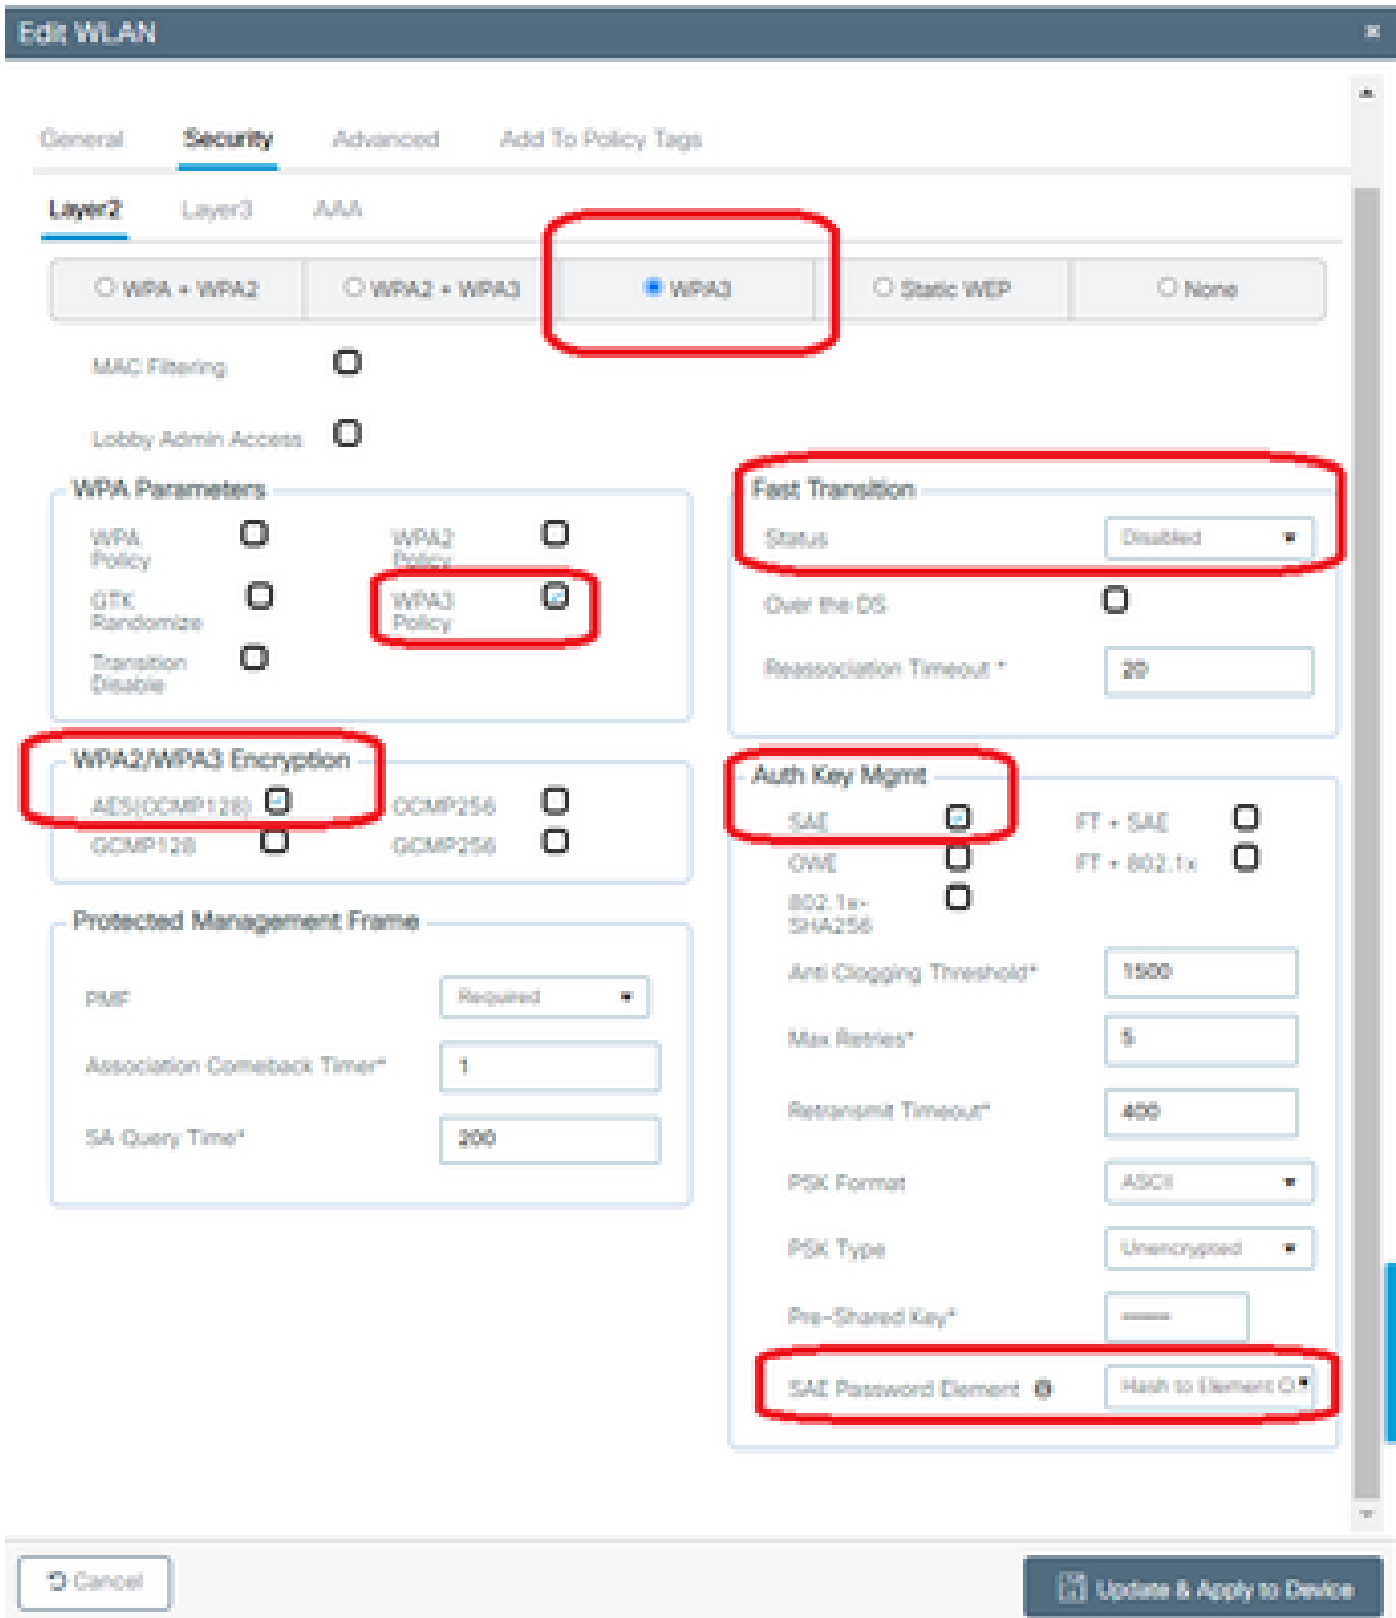 Edit WLAN
General Security Advanced Add To Policy Tags
Layer2 Layer3 AAA
WPA + WPA2 WPA2 + WPA3 WPA3 Static WEP None
MAC Filtering
Lobby Admin Access
WPA Parameters
WPA Policy
WPA2 Policy
GTK Randomize
WPA3 Policy
Transition Disable
Fast Transition
Status Disabled
Over the DS
Reassociation Timeout * 20
WPA2/WPA3 Encryption
AES(CCMP128) CCMP256
GCMP128 GCMP256
Protected Management Frame
PMF Required
Association Comeback Timer* 1
SA Query Time* 200
Auth Key Mgmt
SAE FT + SAE
OWE FT + 802.1x
802.1x-SHA256
Anti Clogging Threshold* 1500
Max Retries* 5
Retransmit Timeout* 400
PSK Format ASCII
PSK Type Unencrypted
Pre-Shared Key*
SAE Password Element Hash to Element O
Cancel Update & Apply to Device